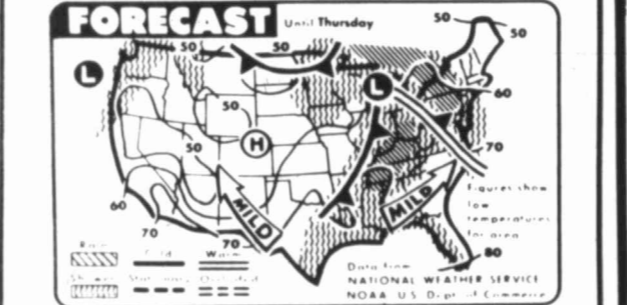 FORECAST
Until Thursday
50
50
50
50
L
L
60
50
H
50
70
MILD
MILD
Figures show
low
temperatures
for area
60
70
70
80
Rain
Cold
Warm
Showers
Stationary
Occluded
Data from
NATIONAL WEATHER SERVICE
NOAA U.S. Dept of Commerce